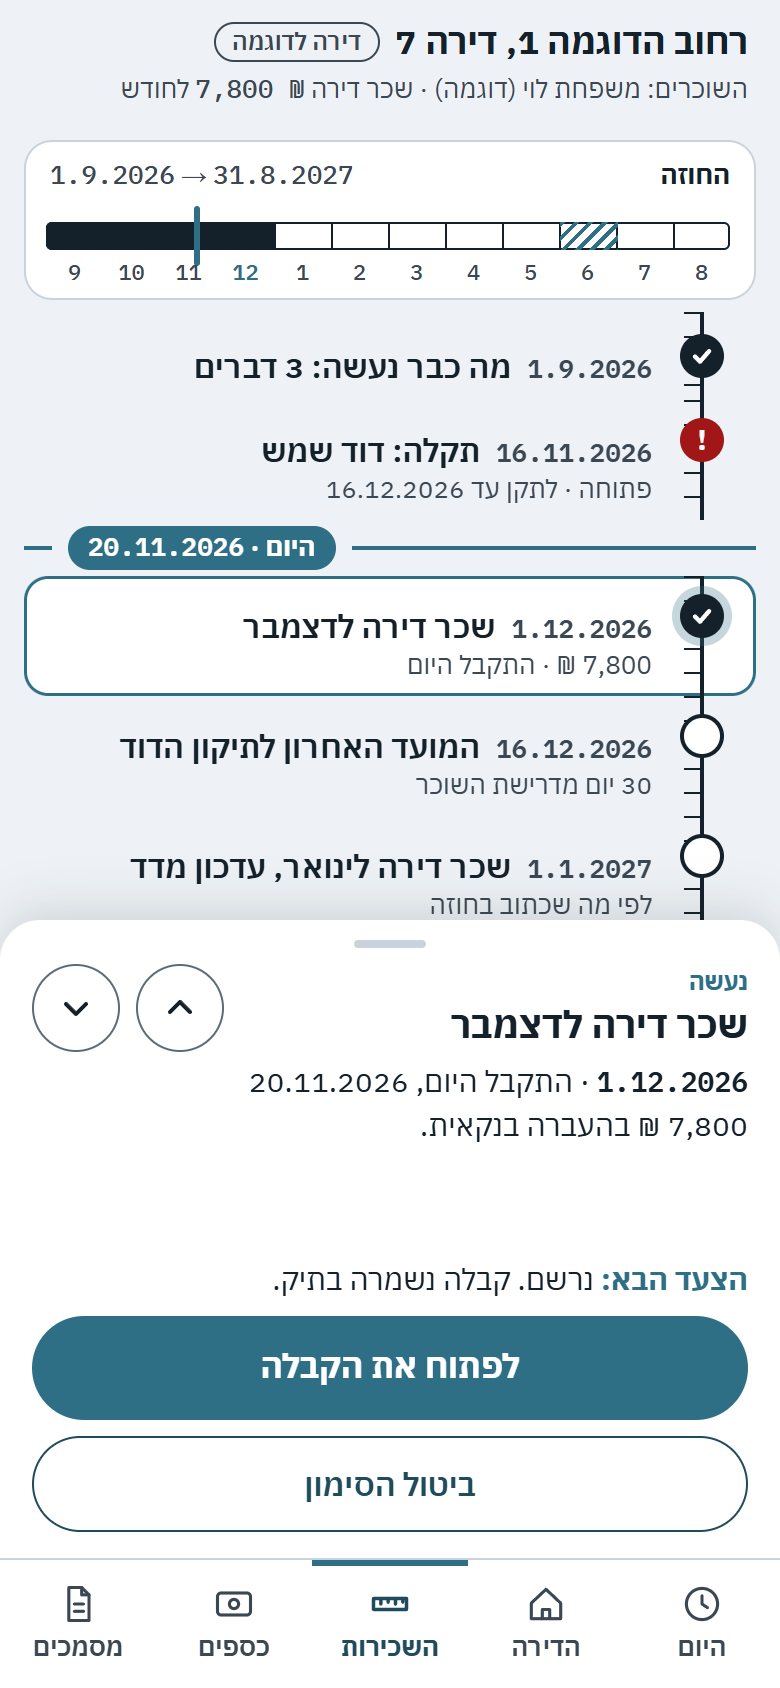 רחוב הדוגמה 1, דירה 7 דירה לדוגמה
השוכרים: משפחת לוי (דוגמה) · שכר דירה ₪ 7,800 לחודש
החוזה 1.9.2026 → 31.8.2027
9 10 11 12 1 2 3 4 5 6 7 8
1.9.2026 מה כבר נעשה: 3 דברים
16.11.2026 תקלה: דוד שמש
פתוחה · לתקן עד 16.12.2026
היום · 20.11.2026
1.12.2026 שכר דירה לדצמבר
7,800 ₪ · התקבל היום
16.12.2026 המועד האחרון לתיקון הדוד
30 יום מדרישת השוכר
1.1.2027 שכר דירה לינואר, עדכון מדד
לפי מה שכתוב בחוזה
נעשה
שכר דירה לדצמבר
1.12.2026 · התקבל היום, 20.11.2026
7,800 ₪ בהעברה בנקאית.
הצעד הבא: נרשם. קבלה נשמרה בתיק.
לפתוח את הקבלה
ביטול הסימון
היום הדירה השכירות כספים מסמכים